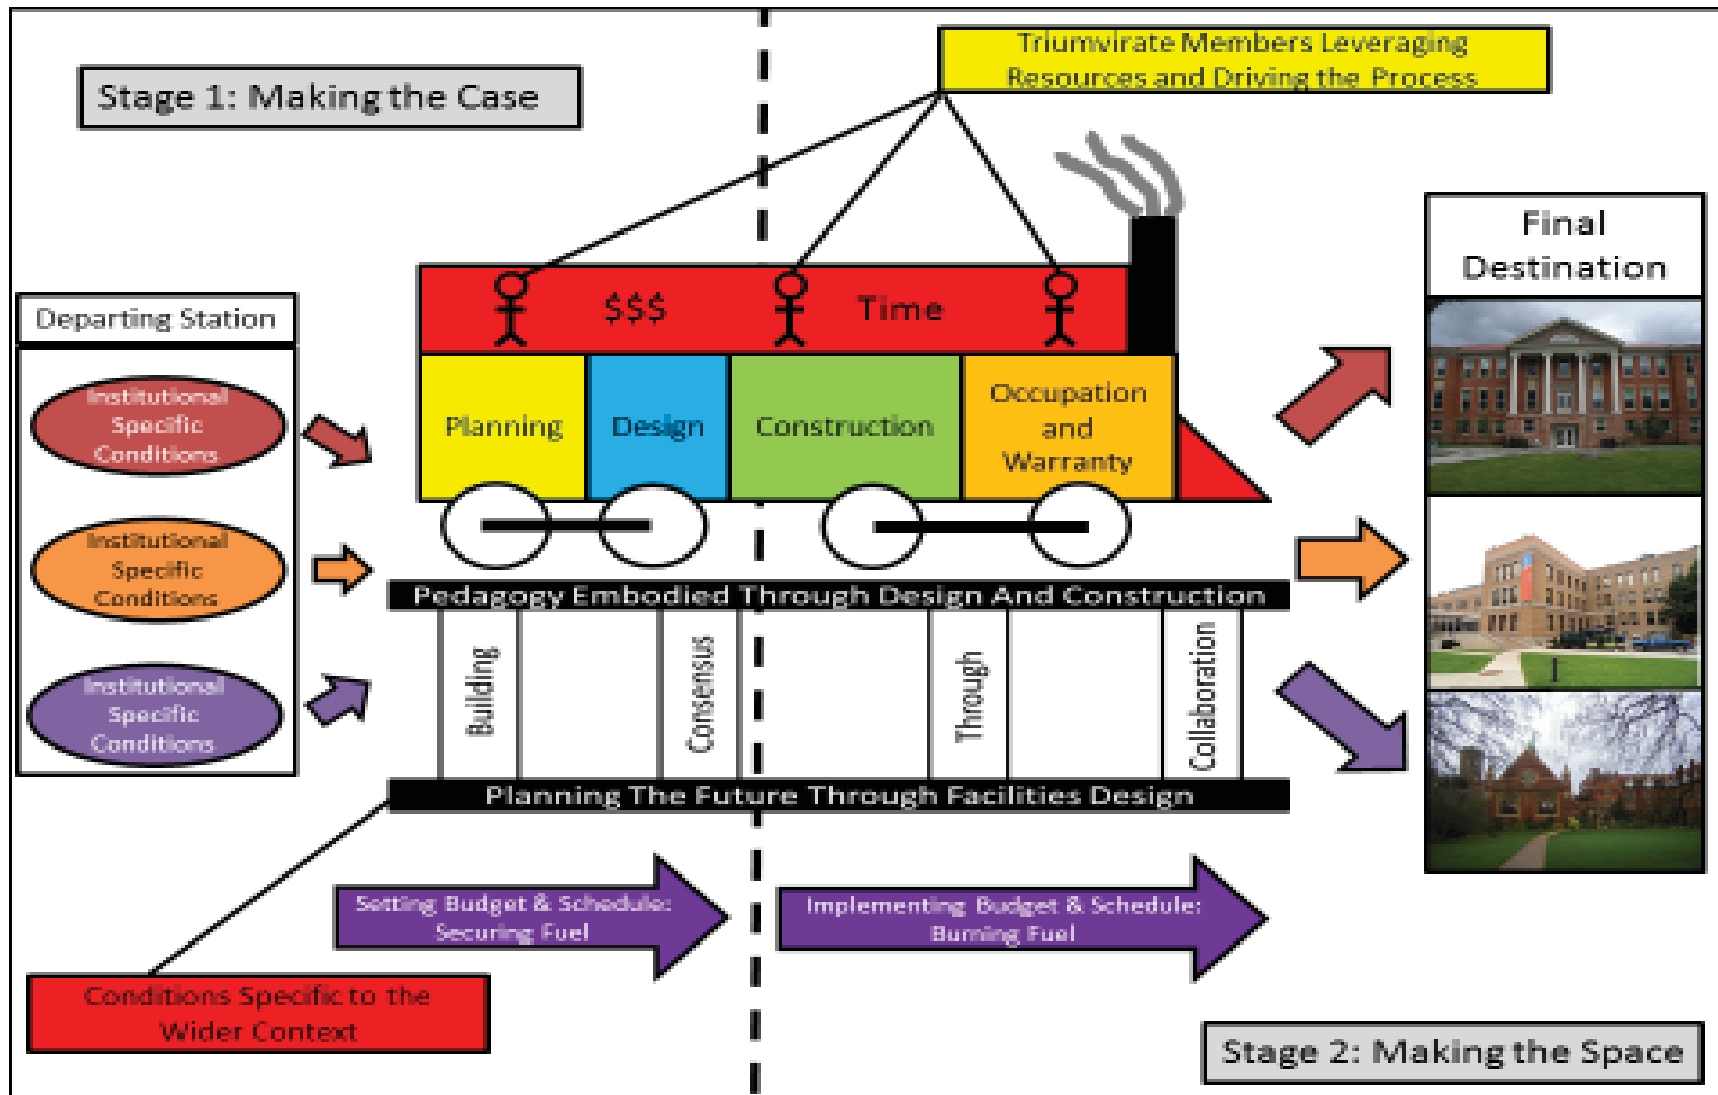 Triumvirate Members Leveraging
Resources and Driving the Process
Stage 1: Making the Case
Final
Destination
Departing Station
$$$
Time
Institutional
Specific
Conditions
Planning
Design
Construction
Occupation
and
Warranty
Institutional
Specific
Conditions
Pedagogy Embodied Through Design And Construction
Institutional
Specific
Conditions
Building
Consensus
Through
Collaboration
Planning The Future Through Facilities Design
Setting Budget & Schedule:
Securing Fuel
Implementing Budget & Schedule:
Burning Fuel
Conditions Specific to the
Wider Context
Stage 2: Making the Space